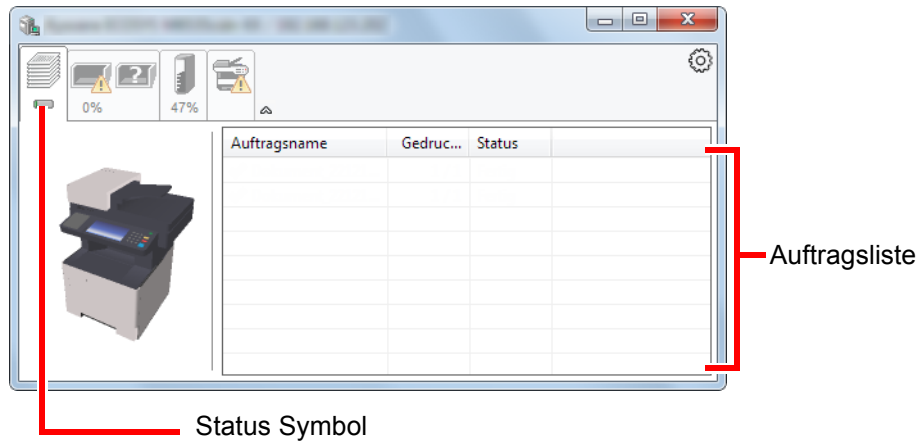 0%
47%
Auftragsname Gedruc... Status
Auftragsliste
Status Symbol